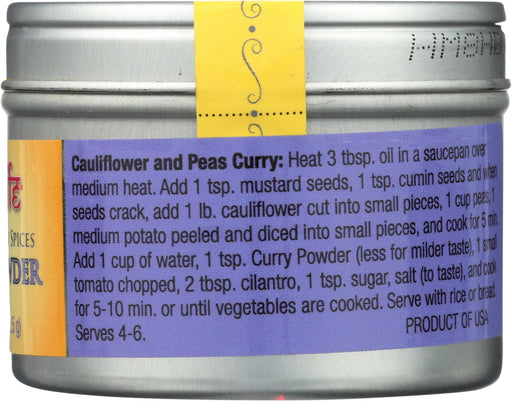 HMBH
SPICES
WDER
5 g)
Cauliflower and Peas Curry: Heat 3 tbsp. oil in a saucepan over
medium heat. Add 1 tsp. mustard seeds, 1 tsp. cumin seeds and when
seeds crack, add 1 lb. cauliflower cut into small pieces, 1 cup peas, 1
medium potato peeled and diced into small pieces, and cook for 5 min.
Add 1 cup of water, 1 tsp. Curry Powder (less for milder taste), 1 small
tomato chopped, 2 tbsp. cilantro, 1 tsp. sugar, salt (to taste), and cook
for 5-10 min. or until vegetables are cooked. Serve with rice or bread.
Serves 4-6.
PRODUCT OF USA